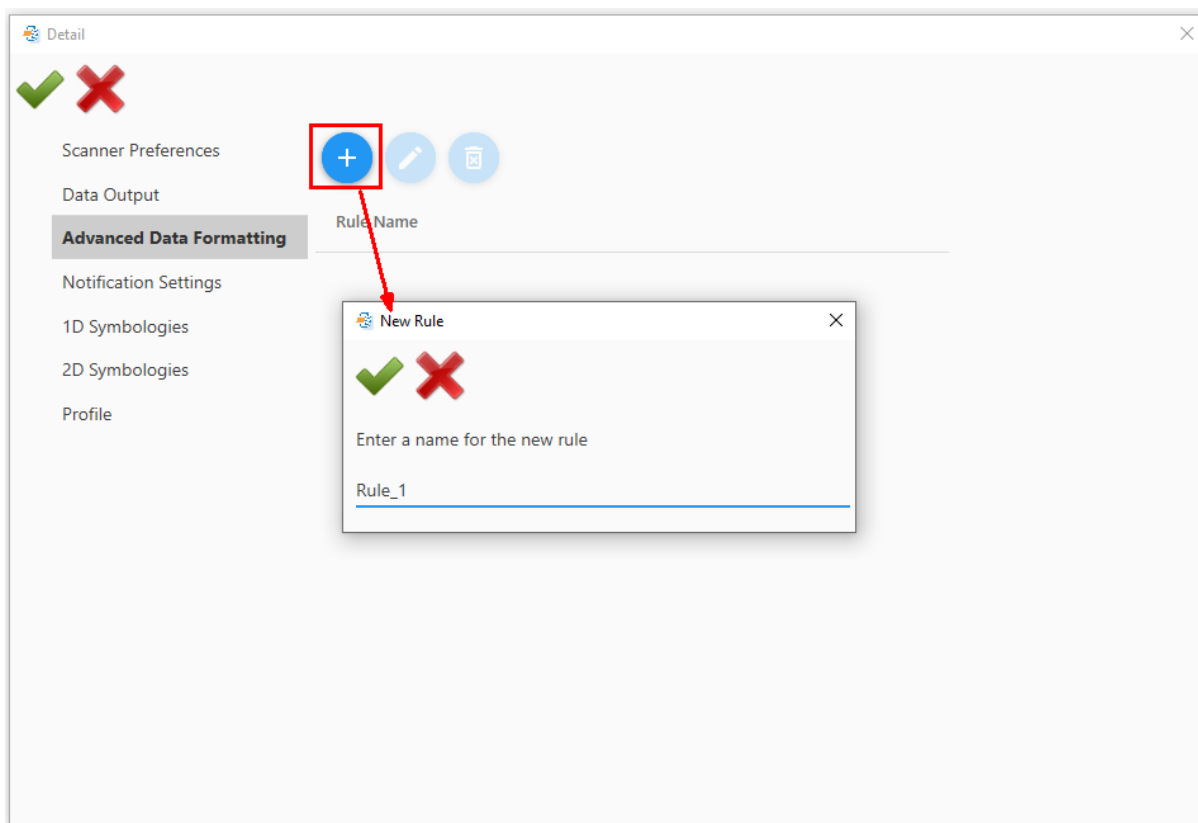 Detail
Scanner Preferences
Data Output
Advanced Data Formatting
Notification Settings
1D Symbologies
2D Symbologies
Profile
Rule Name
New Rule
Enter a name for the new rule
Rule_1